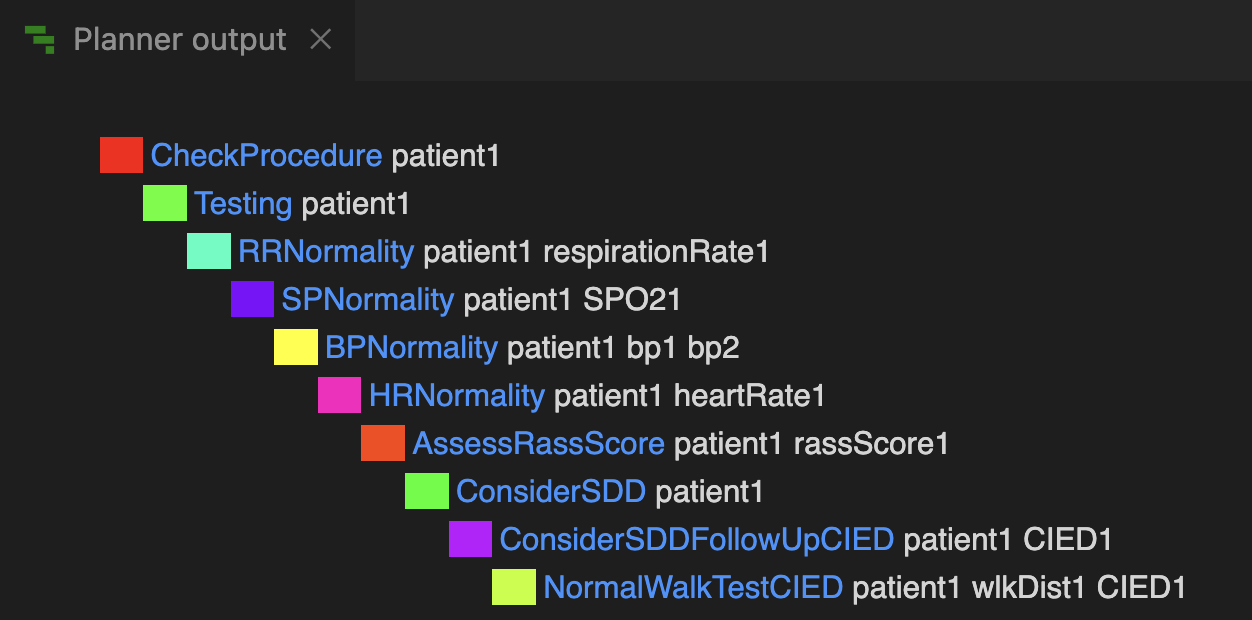 Planner output
CheckProcedure patient1
Testing patient1
RRNormality patient1 respirationRate1
SPNormality patient1 SPO21
BPNormality patient1 bp1 bp2
HRNormality patient1 heartRate1
AssessRassScore patient1 rassScore1
ConsiderSDD patient1
ConsiderSDDFollowUpCIED patient1 CIED1
NormalWalkTestCIED patient1 wlkDist1 CIED1